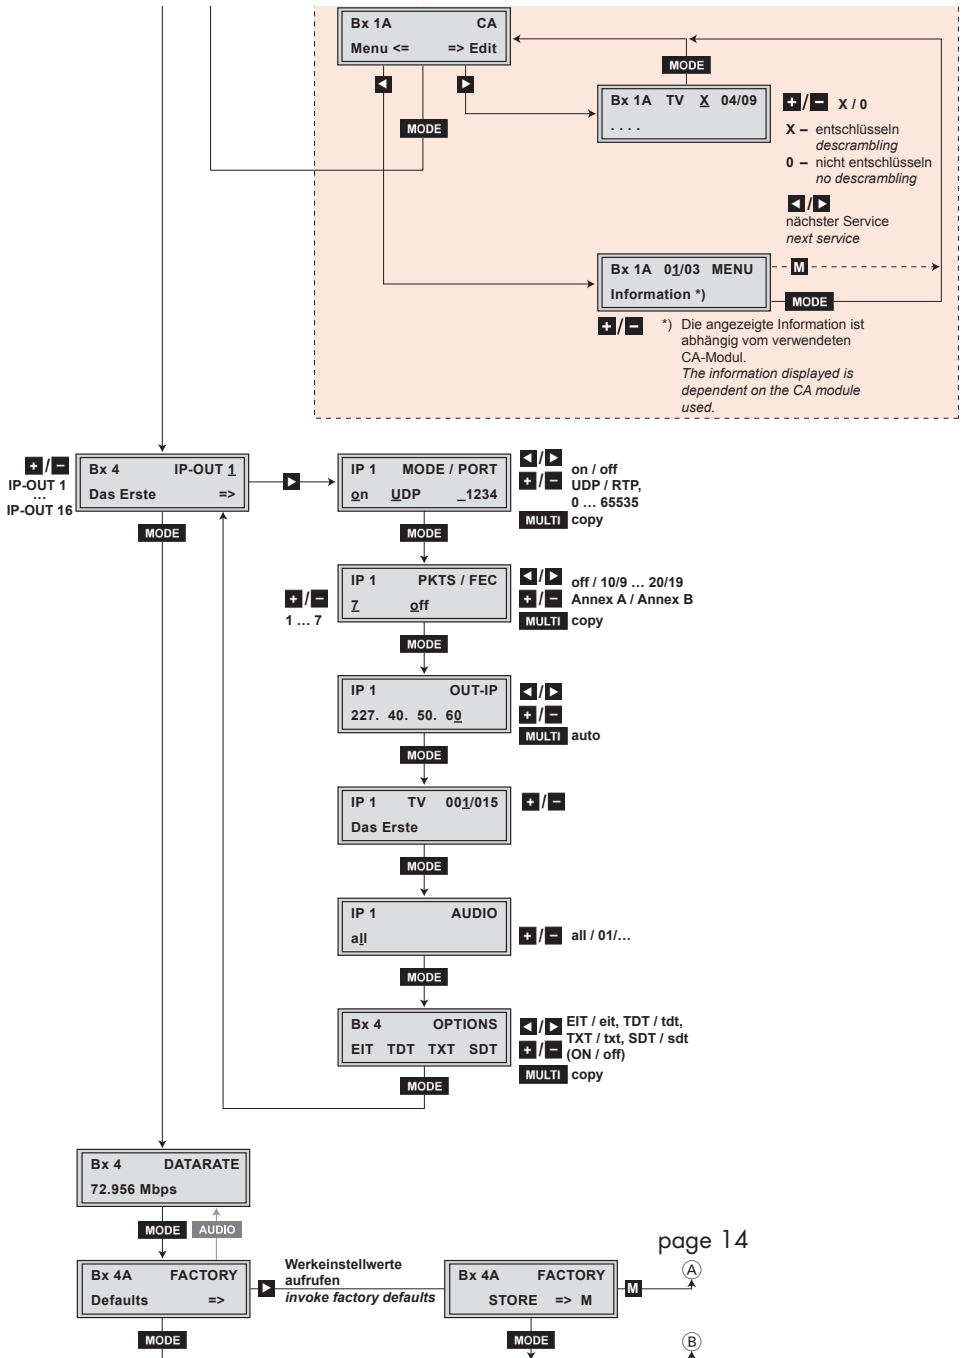 Bx 1A CA
Menu <= => Edit
MODE
MODE
Bx 1A TV X 04/09
. . . .
+/− X / 0
X – entschlüsseln
descrambling
0 – nicht entschlüsseln
no descrambling
◄/►
nächster Service
next service
Bx 1A 01/03 MENU
Information *)
M
MODE
+/−
*) Die angezeigte Information ist
abhängig vom verwendeten
CA-Modul.
The information displayed is
dependent on the CA module
used.
+/−
IP-OUT 1
...
IP-OUT 16
Bx 4 IP-OUT 1
Das Erste =>
MODE
IP 1 MODE / PORT
on UDP _1234
◄/► on / off
+/− UDP / RTP,
0 ... 65535
MULTI copy
MODE
+/−
1 ... 7
IP 1 PKTS / FEC
7 off
◄/► off / 10/9 ... 20/19
+/− Annex A / Annex B
MULTI copy
MODE
IP 1 OUT-IP
227. 40. 50. 60
◄/►
+/−
MULTI auto
MODE
IP 1 TV 001/015
Das Erste
+/−
MODE
IP 1 AUDIO
all
+/− all / 01/...
MODE
Bx 4 OPTIONS
EIT TDT TXT SDT
◄/► EIT / eit, TDT / tdt,
TXT / txt, SDT / sdt
+/− (ON / off)
MULTI copy
MODE
Bx 4 DATARATE
72.956 Mbps
MODE AUDIO
page 14
Bx 4A FACTORY
Defaults =>
Werkeinstellwerte
aufrufen
invoke factory defaults
Bx 4A FACTORY
STORE => M
M
A
MODE
MODE
B